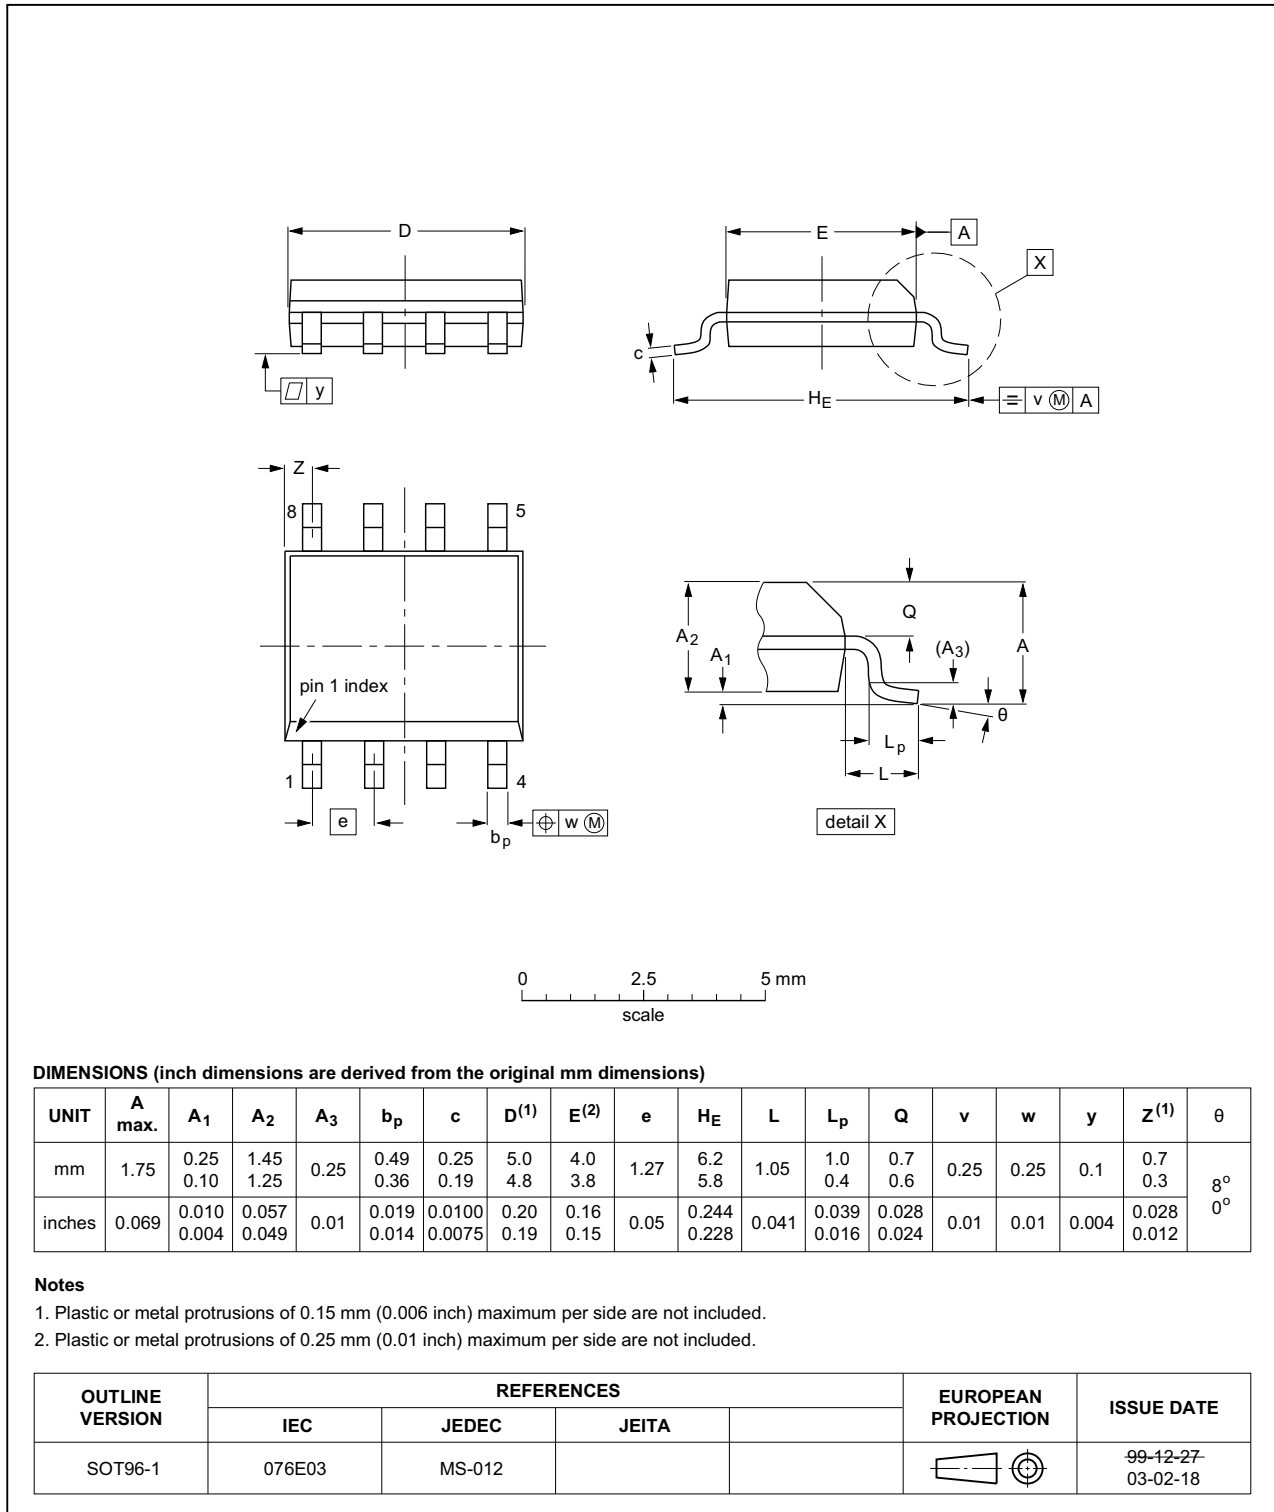 D
E
A
X
c
y
HE
v Ⓜ A
Z
8
5
pin 1 index
1
4
e
bp
w Ⓜ
A2
A1
Q
(A3)
A
θ
Lp
L
detail X
0 2.5 5 mm
scale
DIMENSIONS (inch dimensions are derived from the original mm dimensions)
UNIT A max. A1 A2 A3 bp c D(1) E(2) e HE L Lp Q v w y Z(1) θ
mm 1.75 0.25 0.10 1.45 1.25 0.25 0.49 0.36 0.25 0.19 5.0 4.8 4.0 3.8 1.27 6.2 5.8 1.05 1.0 0.4 0.7 0.6 0.25 0.25 0.1 0.7 0.3 8° 0°
inches 0.069 0.010 0.004 0.057 0.049 0.01 0.019 0.014 0.0100 0.0075 0.20 0.19 0.16 0.15 0.05 0.244 0.228 0.041 0.039 0.016 0.028 0.024 0.01 0.01 0.004 0.028 0.012
Notes
1. Plastic or metal protrusions of 0.15 mm (0.006 inch) maximum per side are not included.
2. Plastic or metal protrusions of 0.25 mm (0.01 inch) maximum per side are not included.
OUTLINE VERSION REFERENCES EUROPEAN PROJECTION ISSUE DATE
IEC JEDEC JEITA
SOT96-1 076E03 MS-012 99-12-27
03-02-18